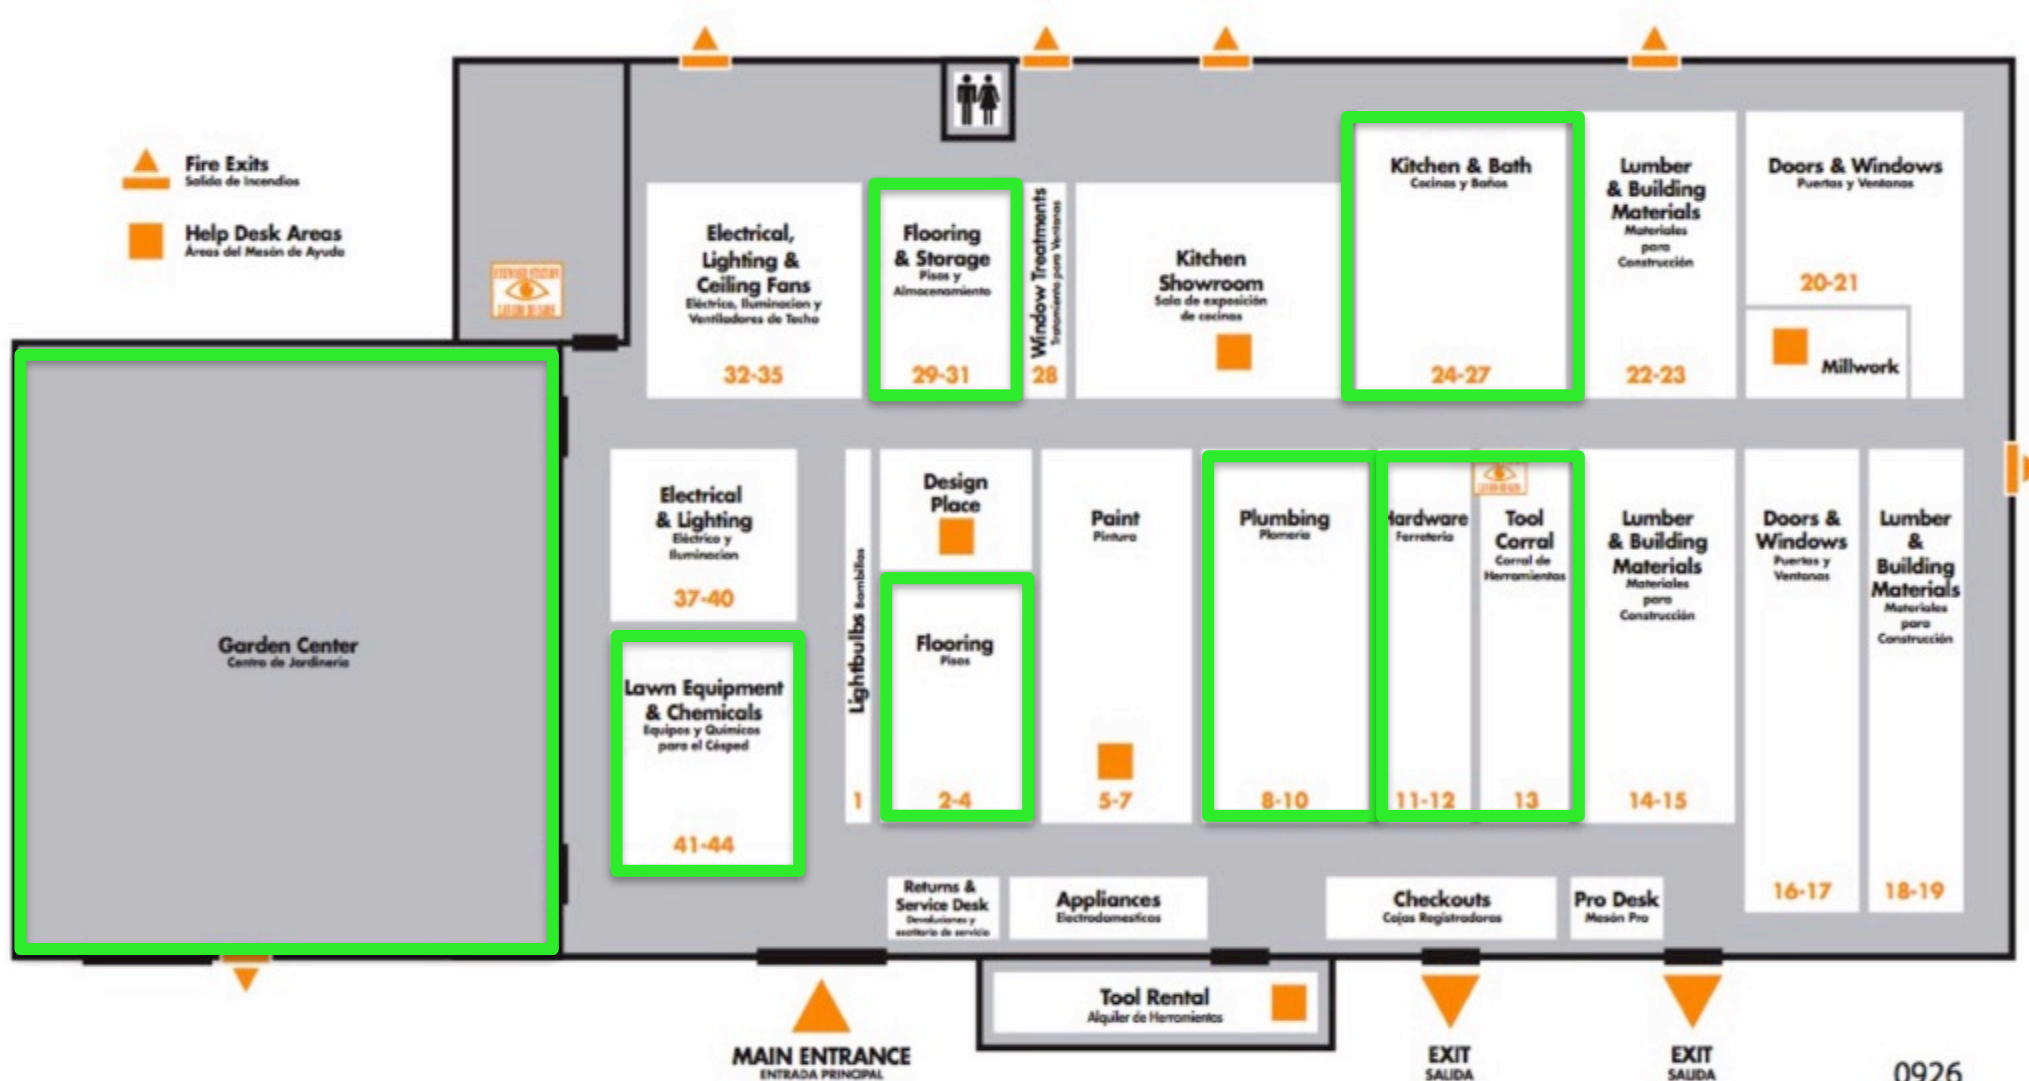 Fire Exits
Salida de Incendios
Help Desk Areas
Áreas del Mesón de Ayuda
Electrical,
Lighting &
Ceiling Fans
Eléctrico, Iluminacion y
Ventiladores de Techo
32-35
Flooring
& Storage
Pisos y
Almacenamiento
29-31
Window Treatments
Tratamiento para Ventanas
28
Kitchen
Showroom
Sala de exposición
de cocinas
Kitchen & Bath
Cocinas y Baños
24-27
Lumber
& Building
Materials
Materiales
para
Construcción
22-23
Doors & Windows
Puertas y Ventanas
20-21
Millwork
Garden Center
Centro de Jardinería
Electrical
& Lighting
Eléctrico y
Iluminacion
37-40
Lawn Equipment
& Chemicals
Equipos y Químicos
para el Césped
41-44
Lightbulbs Bombillos
1
Design
Place
Flooring
Pisos
2-4
Paint
Pintura
5-7
Plumbing
Plomería
8-10
Hardware
Ferretería
11-12
Tool
Corral
Corral de
Herramientas
13
Lumber
& Building
Materials
Materiales
para
Construcción
14-15
Doors &
Windows
Puertas y
Ventanas
16-17
Lumber
&
Building
Materials
Materiales
para
Construcción
18-19
Returns &
Service Desk
Devoluciones y
escritorio de servicio
Appliances
Electrodomesticos
Checkouts
Cajas Registradoras
Pro Desk
Mesón Pro
Tool Rental
Alquiler de Herramientas
MAIN ENTRANCE
ENTRADA PRINCIPAL
EXIT
SALIDA
EXIT
SALIDA
0926